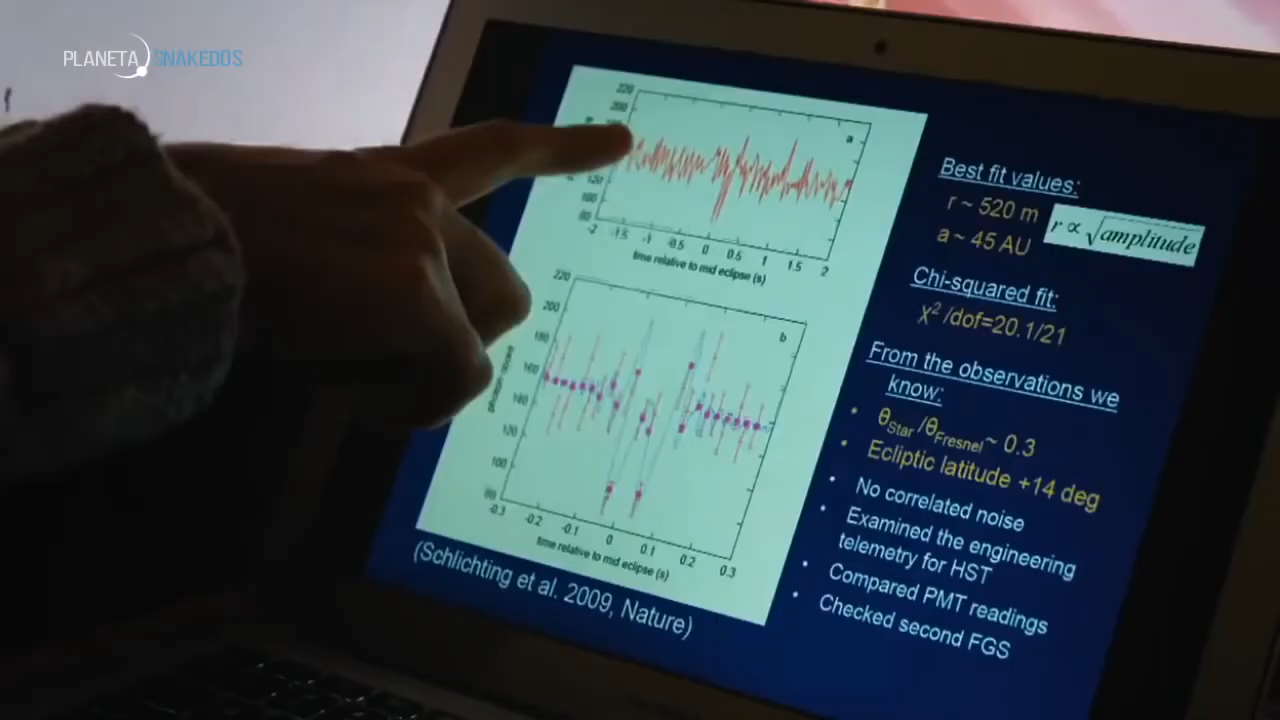 PLANETA SNAKEDOS
220
200
120
100
80
-2 -1.5 -1 -0.5 0 0.5 1 1.5 2
time relative to mid eclipse (s)
a
220
200
180
160
140
120
100
80
-0.3 -0.2 -0.1 0 0.1 0.2 0.3
time relative to mid eclipse (s)
b
(Schlichting et al. 2009, Nature)
Best fit values:
r ~ 520 m
a ~ 45 AU
r ∝ √amplitude
Chi-squared fit:
χ²/dof=20.1/21
From the observations we
know:
• θStar /θFresnel~ 0.3
• Ecliptic latitude +14 deg
• No correlated noise
• Examined the engineering
telemetry for HST
• Compared PMT readings
• Checked second FGS